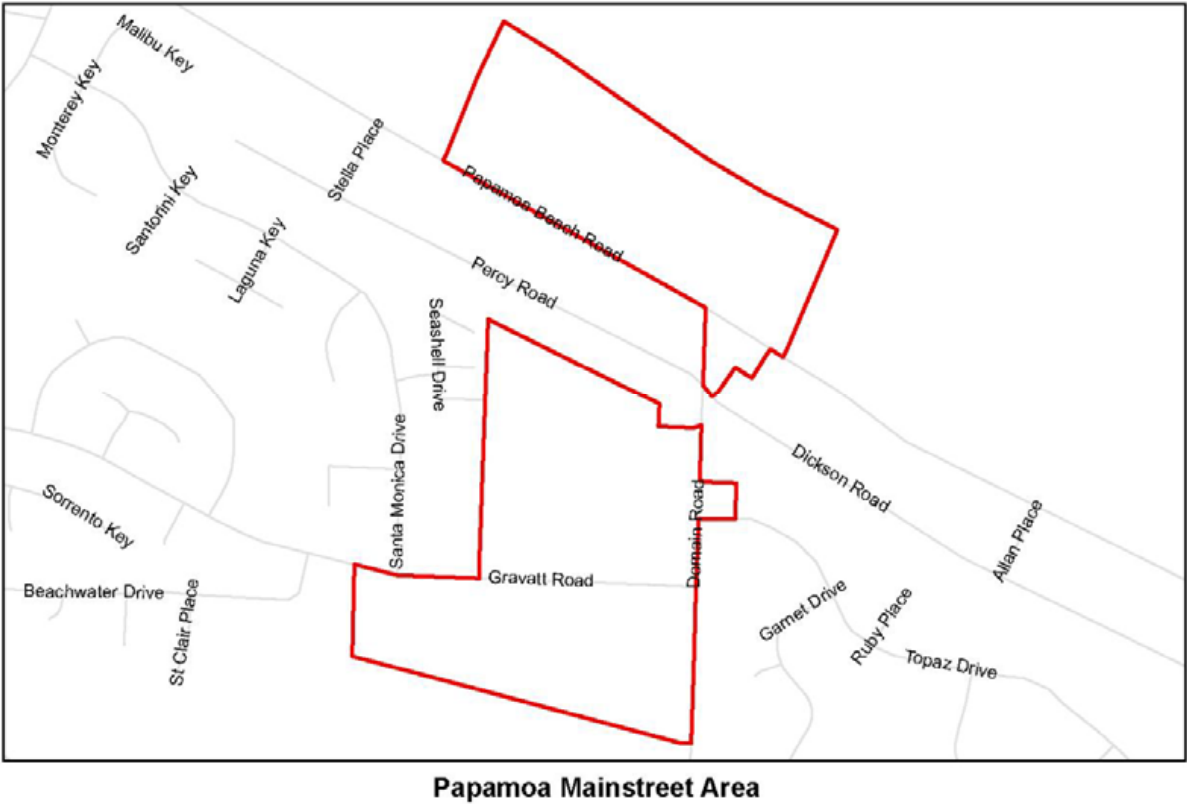 Malibu Key
Monterey Key
Stella Place
Santorini Key
Papamoa Beach Road
Laguna Key
Percy Road
Seashell Drive
Santa Monica Drive
Dickson Road
Sorrento Key
Domain Road
Allan Place
Gravatt Road
Beachwater Drive
St Clair Place
Garnet Drive
Ruby Place
Topaz Drive
Papamoa Mainstreet Area